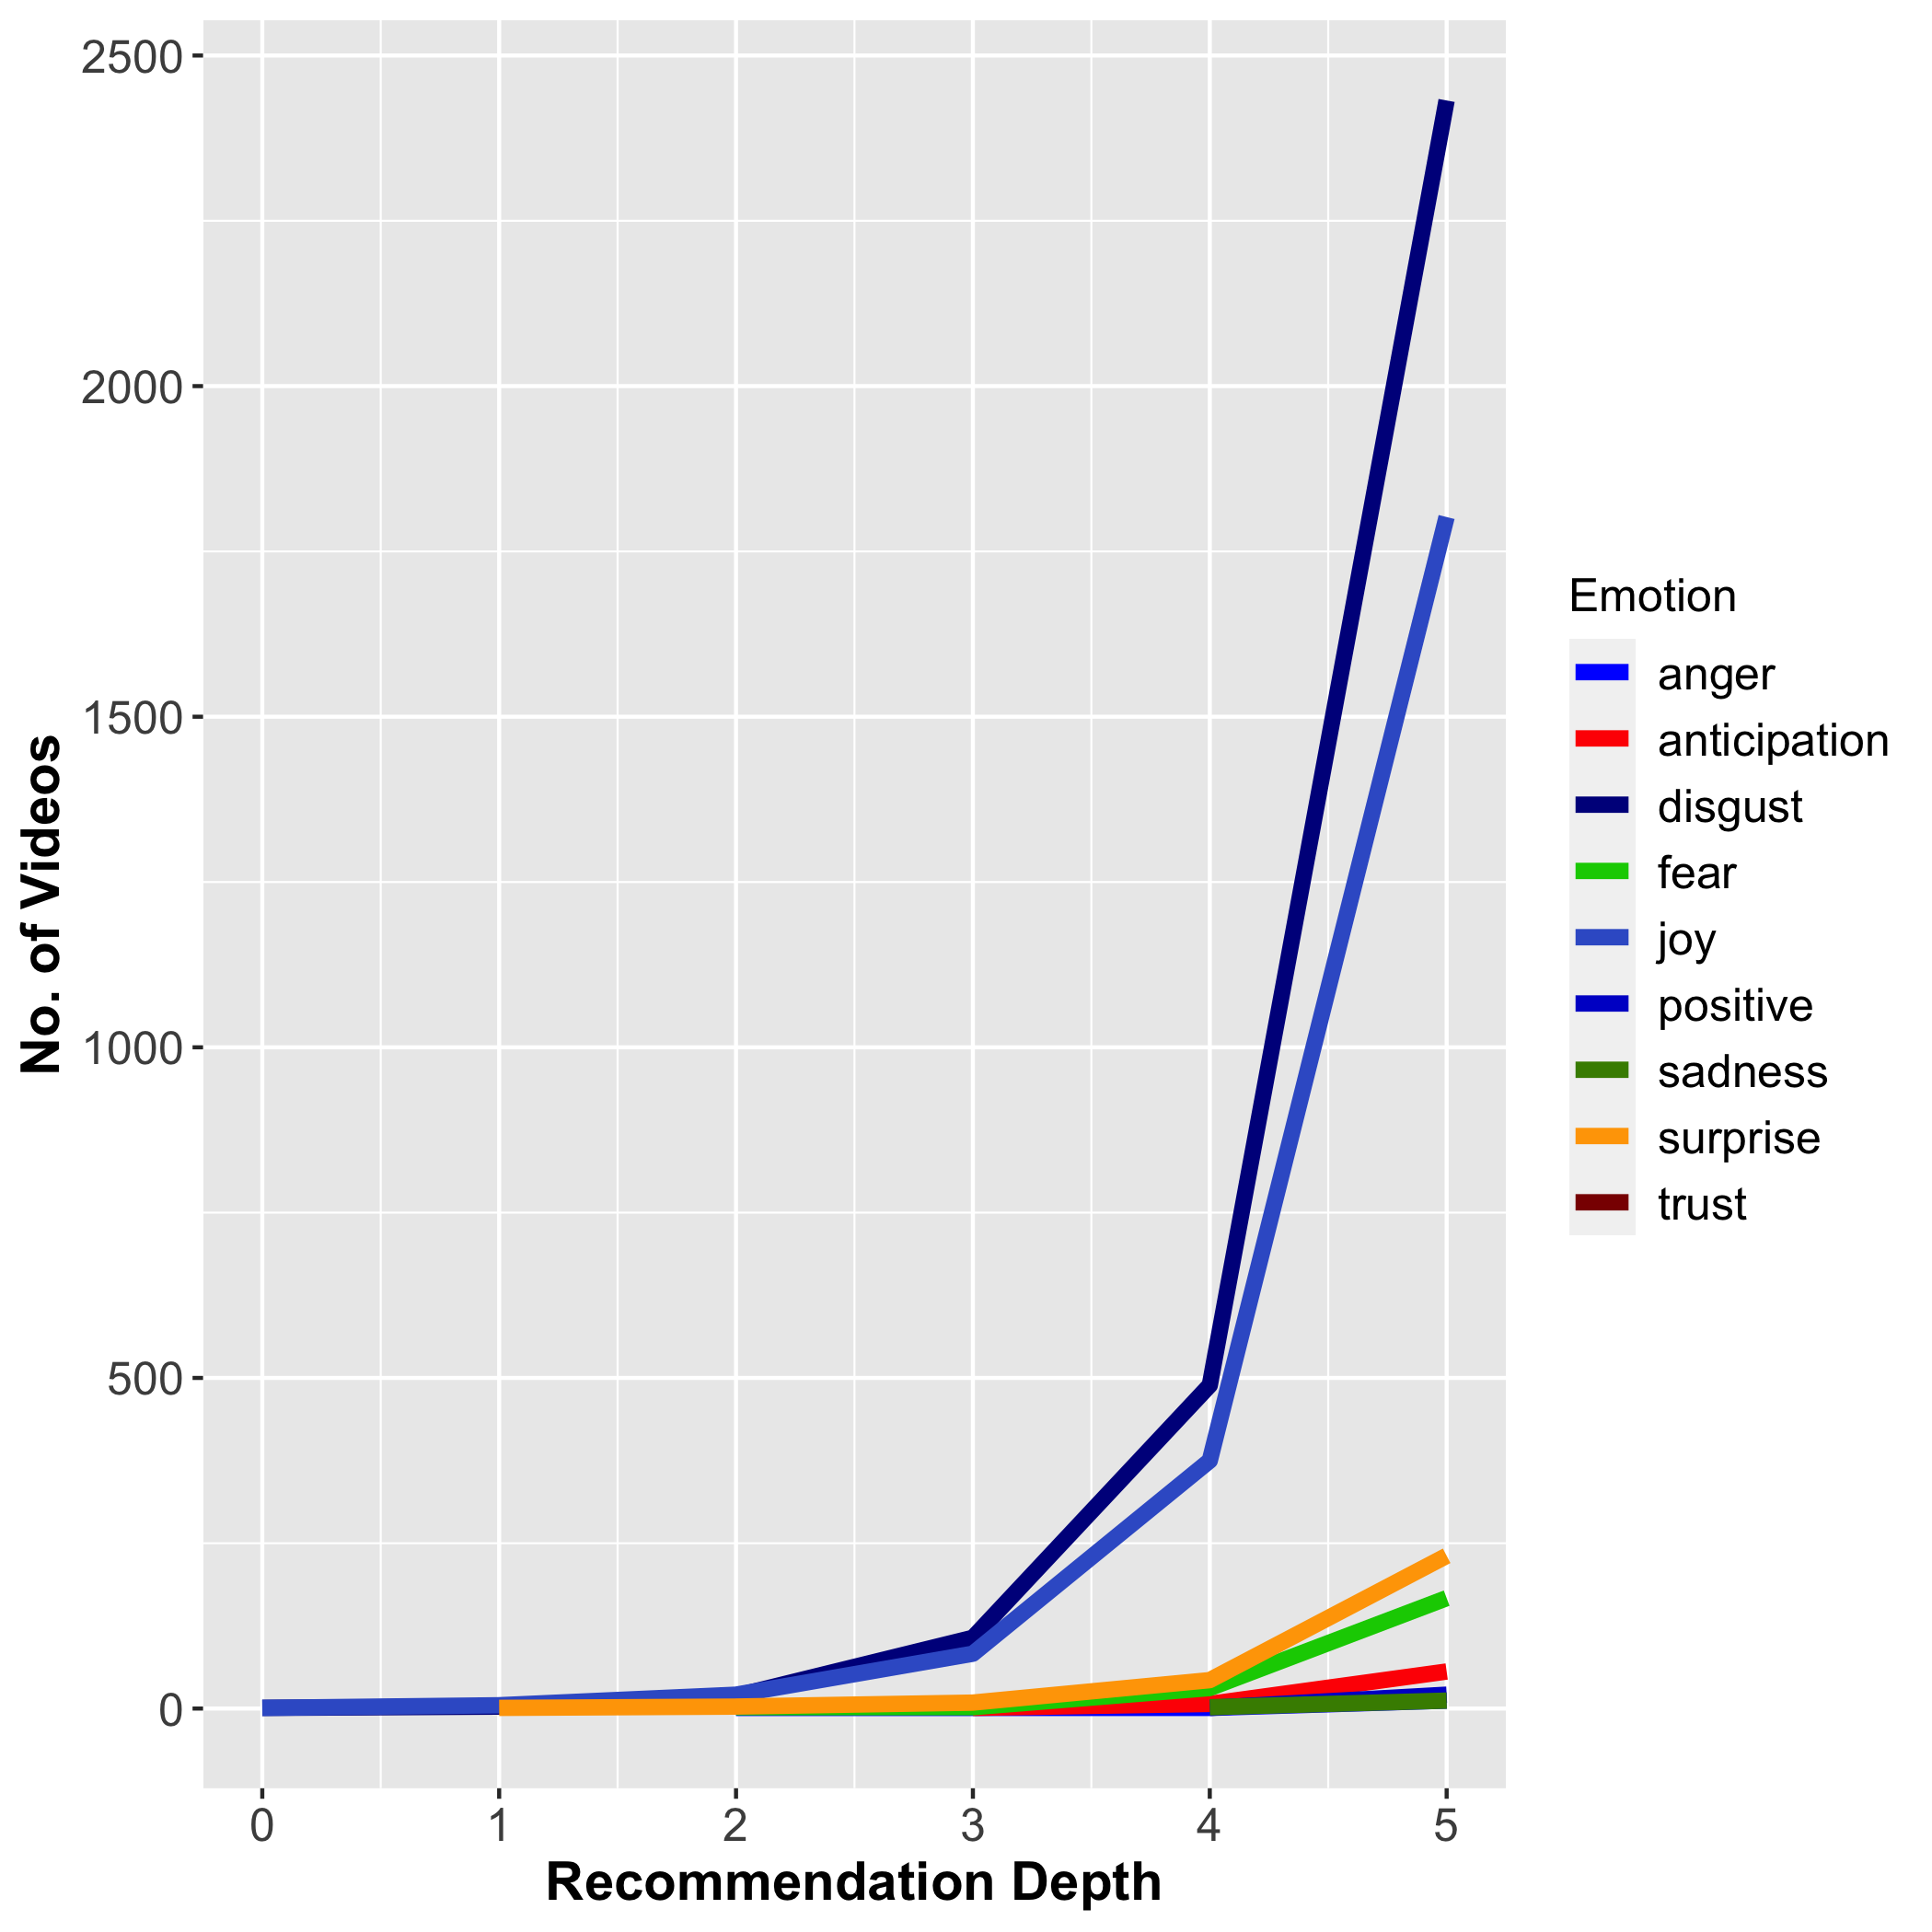 2500
2000
1500
1000
500
0
No. of Videos
0 1 2 3 4 5
Recommendation Depth
Emotion
anger
anticipation
disgust
fear
joy
positive
sadness
surprise
trust